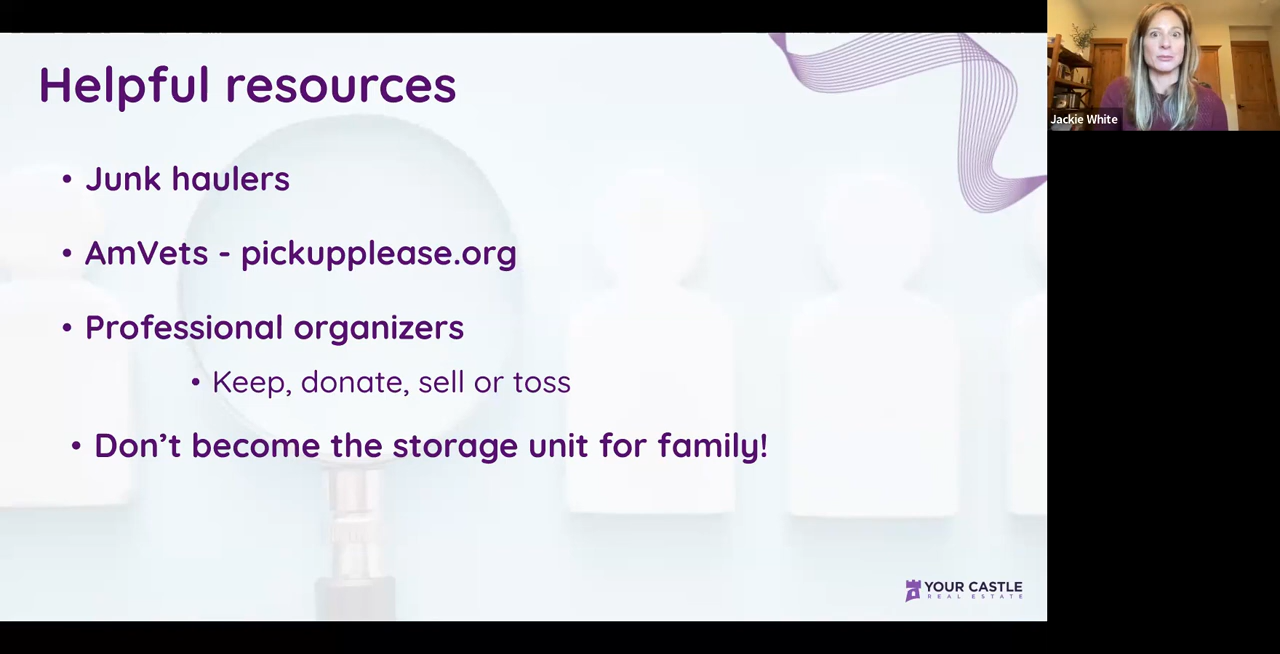 Helpful resources
• Junk haulers
• AmVets - pickupplease.org
• Professional organizers
• Keep, donate, sell or toss
• Don’t become the storage unit for family!
YOUR CASTLE
REAL ESTATE
Jackie White